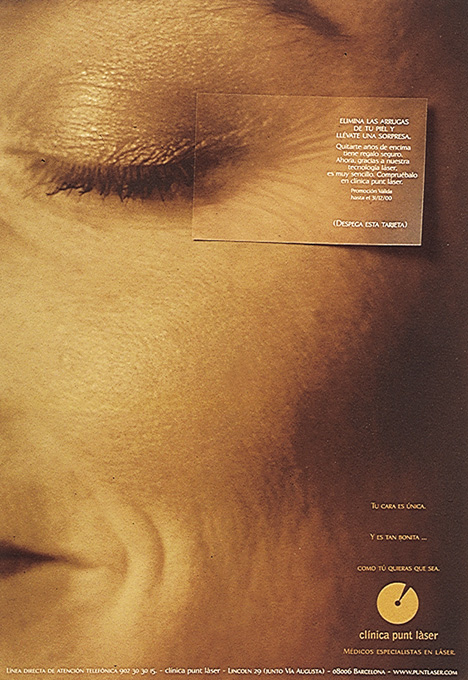 ELIMINA LAS ARRUGAS
DE TU PIEL Y
LLÉVATE UNA SORPRESA.
Quitarte años de encima
tiene regalo seguro.
Ahora, gracias a nuestra
tecnología láser,
es muy sencillo. Compruébalo
en clínica punt làser.
Promoción Válida
hasta el 31/12/00
(DESPEGA ESTA TARJETA)
TU CARA ES ÚNICA.
Y ES TAN BONITA ...
COMO TÚ QUIERAS QUE SEA.
clínica punt làser
MÉDICOS ESPECIALISTAS EN LÁSER.
LÍNEA DIRECTA DE ATENCIÓN TELEFÓNICA 902 30 30 15. - clínica punt làser - LINCOLN 29 (JUNTO VÍA AUGUSTA) - 08006 BARCELONA - WWW.PUNTLASER.COM